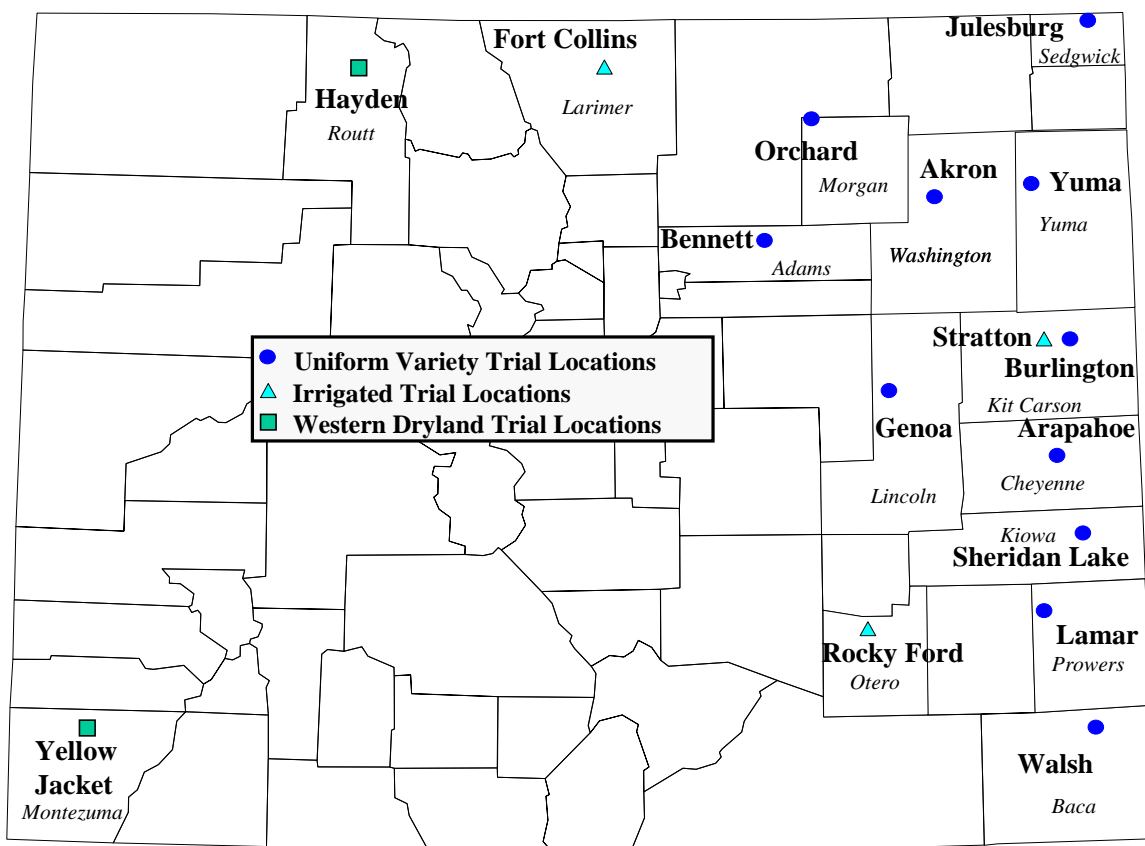 Julesburg
Sedgwick
Fort Collins
Larimer
Hayden
Routt
Orchard
Morgan
Akron
Washington
Yuma
Yuma
Bennett
Adams
Stratton
Burlington
Kit Carson
Uniform Variety Trial Locations
Irrigated Trial Locations
Western Dryland Trial Locations
Genoa
Lincoln
Arapahoe
Cheyenne
Kiowa
Sheridan Lake
Rocky Ford
Otero
Lamar
Prowers
Yellow
Jacket
Montezuma
Walsh
Baca